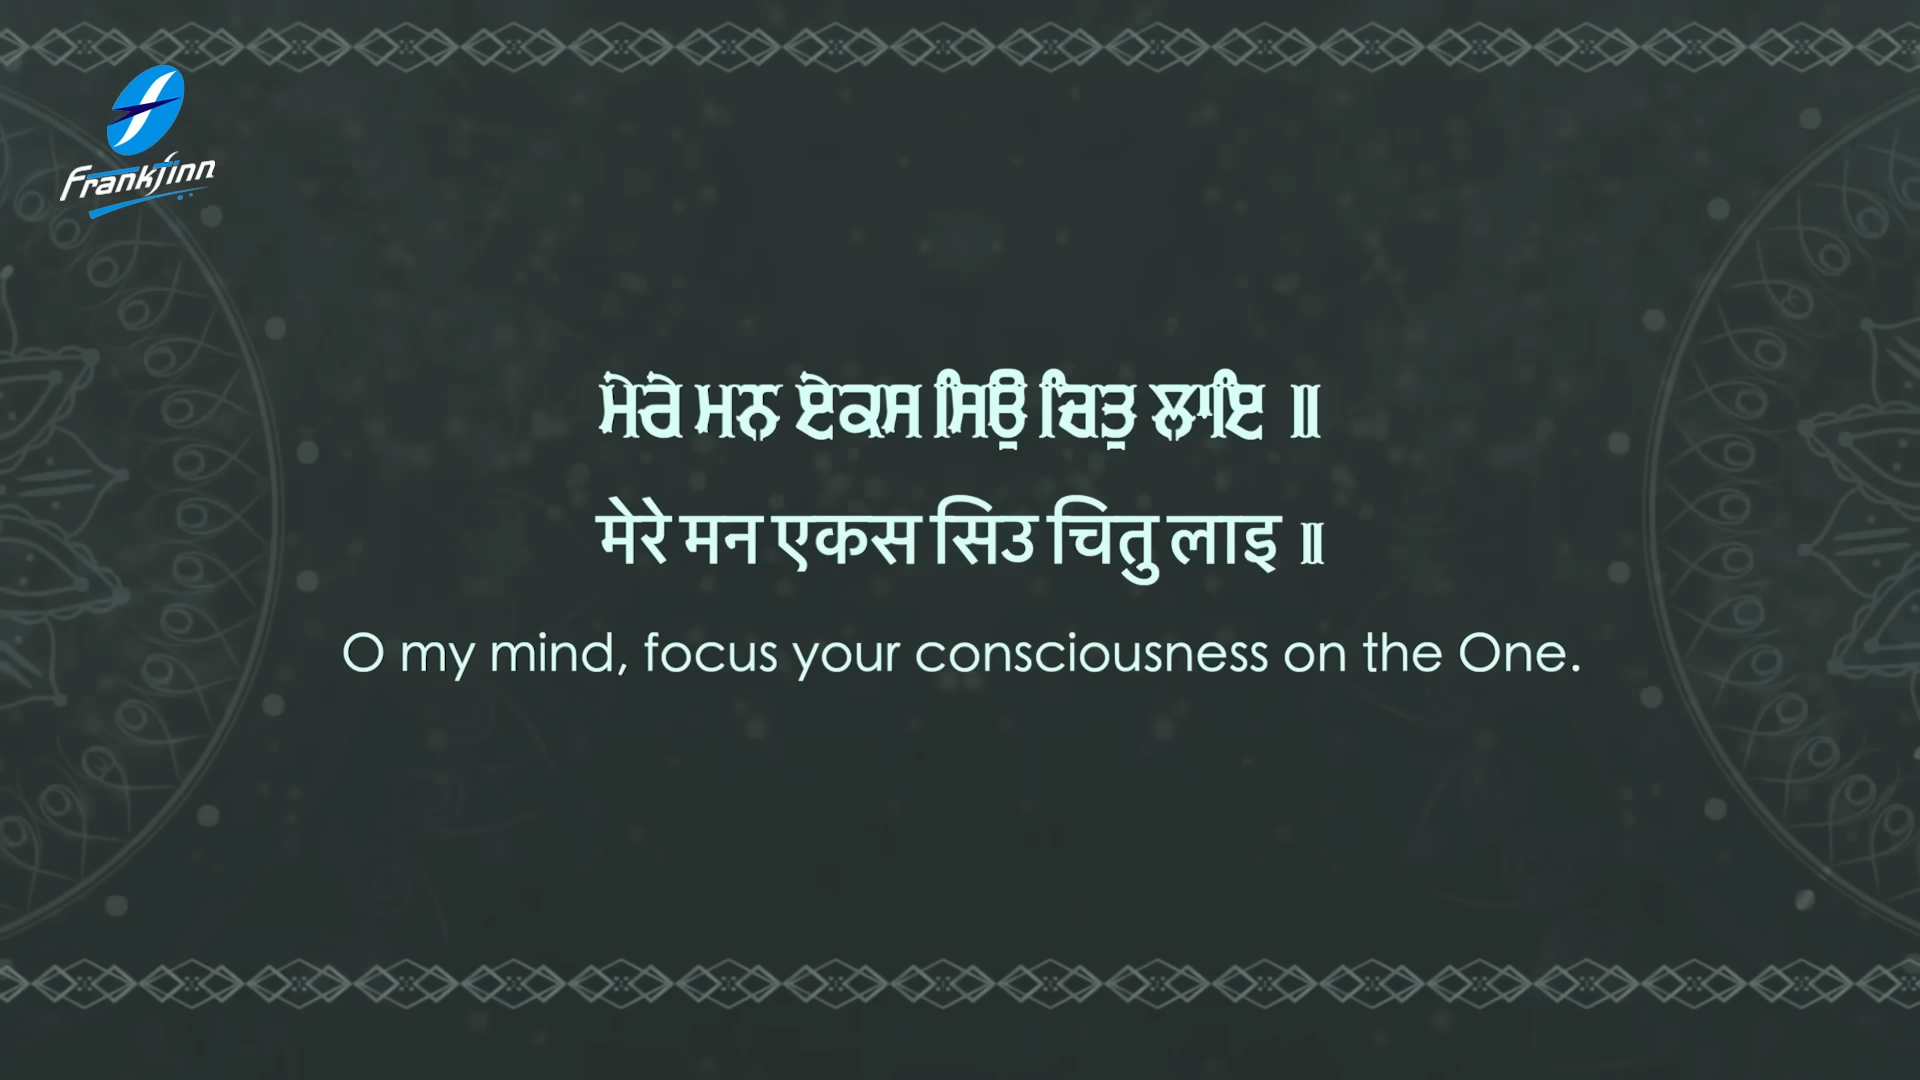 Frankfinn
ਮੇਰੇ ਮਨ ਏਕਸ ਸਿਉ ਚਿਤੁ ਲਾਇ ॥
मेरे मन एकस सिउ चितु लाइ ॥
O my mind, focus your consciousness on the One.